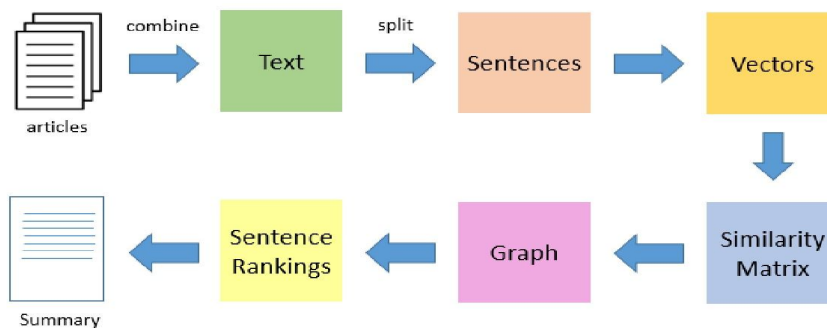 combine
split
Text
Sentences
Vectors
articles
Similarity
Matrix
Graph
Sentence
Rankings
Summary